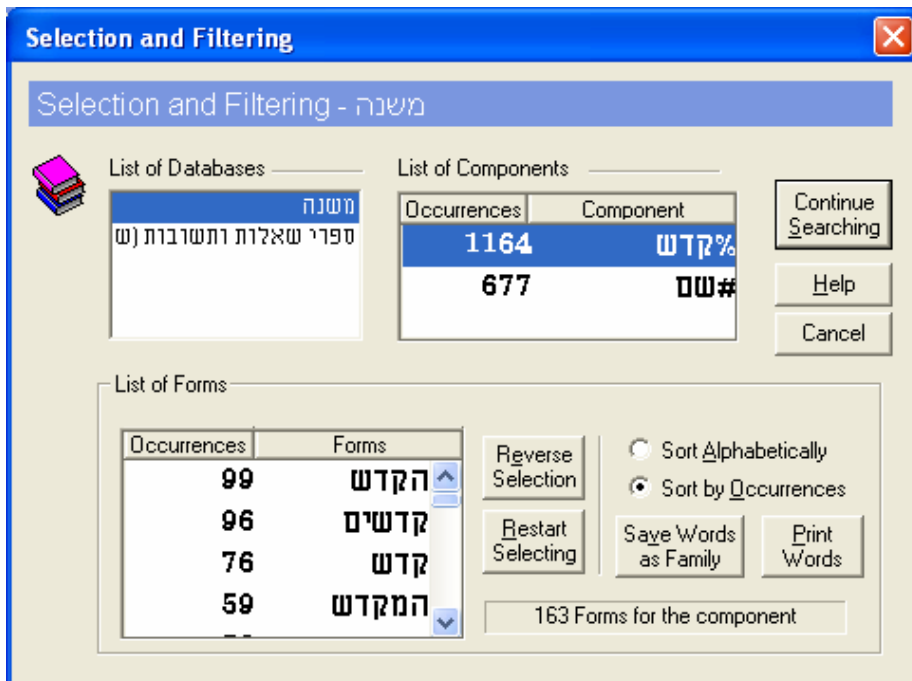 Selection and Filtering
Selection and Filtering - משנה
List of Databases
משנה
ספרי שאלות ותשובות (ש
List of Components
Occurrences Component
1164 %קדש
677 #שם
Continue Searching
Help
Cancel
List of Forms
Occurrences Forms
99 הקדש
96 קדשים
76 קדש
59 המקדש
Reverse Selection
Restart Selecting
Sort Alphabetically
Sort by Occurrences
Save Words as Family
Print Words
163 Forms for the component